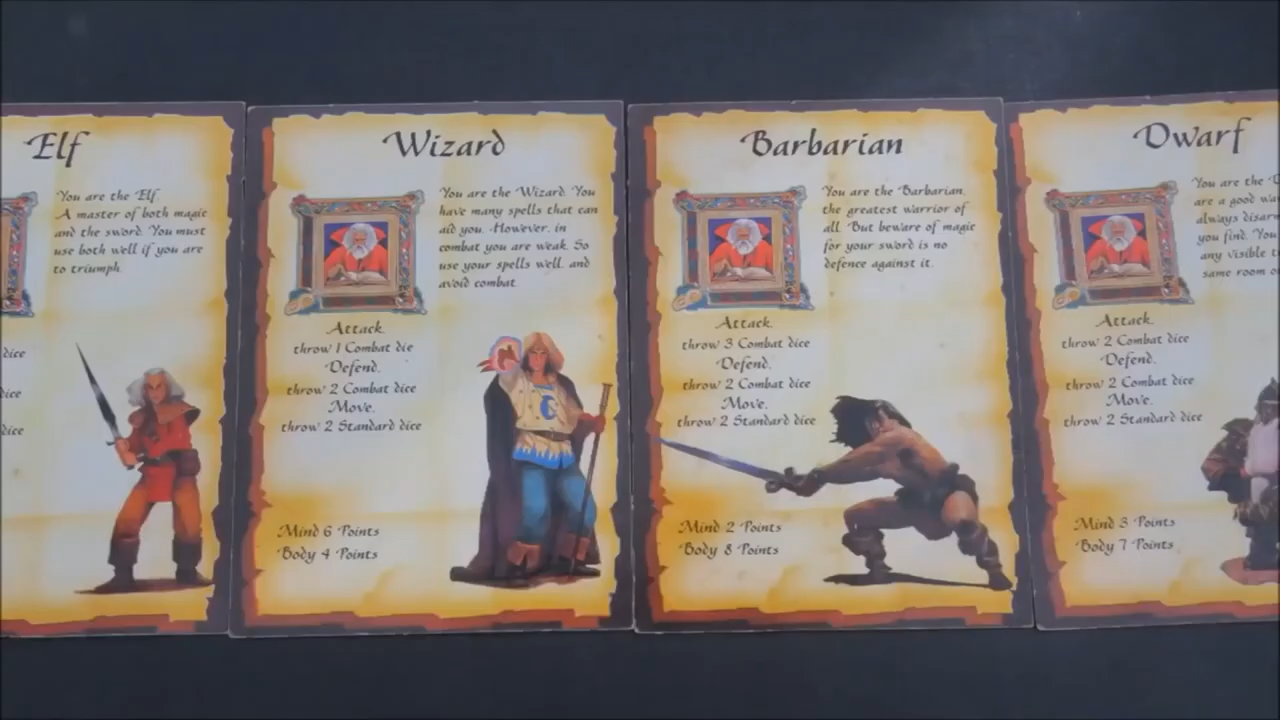 Elf
You are the Elf.
A master of both magic
and the sword. You must
use both well if you are
to triumph.
dice
dice
dice
Wizard
You are the Wizard. You
have many spells that can
aid you. However, in
combat you are weak. So
use your spells well, and
avoid combat.
Attack.
throw 1 Combat die
Defend.
throw 2 Combat dice
Move.
throw 2 Standard dice
Mind 6 Points
Body 4 Points
Barbarian
You are the Barbarian,
the greatest warrior of
all. But beware of magic
for your sword is no
defence against it.
Attack.
throw 3 Combat dice
Defend.
throw 2 Combat dice
Move.
throw 2 Standard dice
Mind 2 Points
Body 8 Points
Dwarf
You are the
are a good
always
you find. You
any visible
same room
Attack.
throw 2 Combat dice
Defend.
throw 2 Combat dice
Move.
throw 2 Standard dice
Mind 3 Points
Body 7 Points